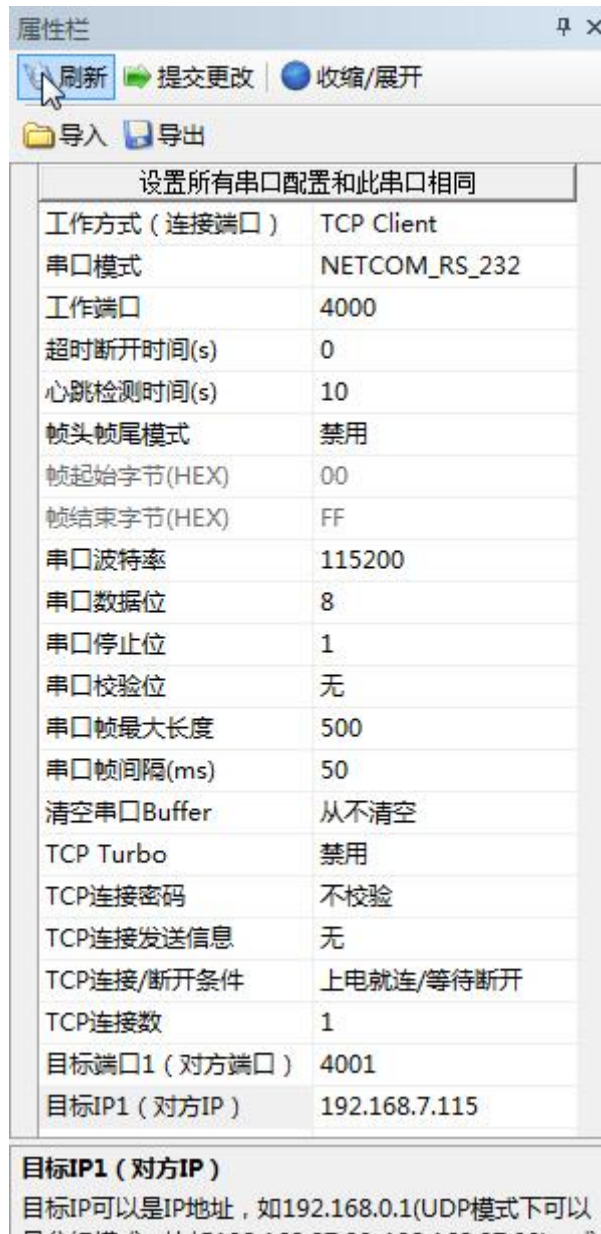 属性栏
刷新 提交更改 收缩/展开
导入 导出
设置所有串口配置和此串口相同
工作方式（连接端口） TCP Client
串口模式 NETCOM_RS_232
工作端口 4000
超时断开时间(s) 0
心跳检测时间(s) 10
帧头帧尾模式 禁用
帧起始字节(HEX) 00
帧结束字节(HEX) FF
串口波特率 115200
串口数据位 8
串口停止位 1
串口校验位 无
串口帧最大长度 500
串口帧间隔(ms) 50
清空串口Buffer 从不清空
TCP Turbo 禁用
TCP连接密码 不校验
TCP连接发送信息 无
TCP连接/断开条件 上电就连/等待断开
TCP连接数 1
目标端口1（对方端口） 4001
目标IP1（对方IP） 192.168.7.115
目标IP1（对方IP）
目标IP可以是IP地址，如192.168.0.1(UDP模式下可以